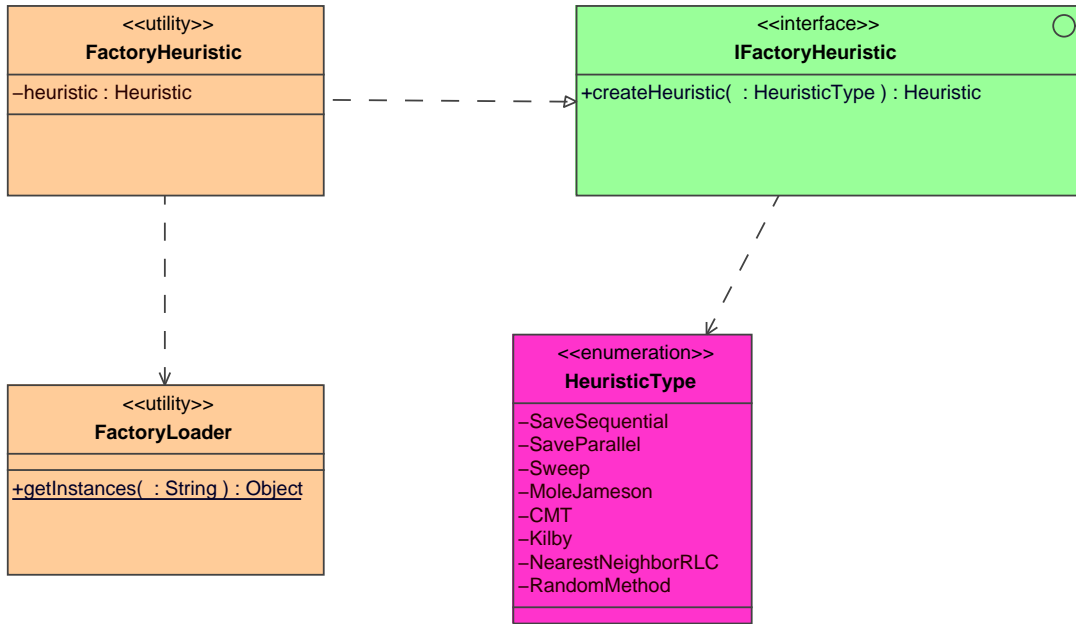 <<utility>>
FactoryHeuristic
–heuristic : Heuristic
<<interface>>
IFactoryHeuristic
+createHeuristic(  : HeuristicType ) : Heuristic
<<utility>>
FactoryLoader
+getInstances(  : String ) : Object
<<enumeration>>
HeuristicType
–SaveSequential
–SaveParallel
–Sweep
–MoleJameson
–CMT
–Kilby
–NearestNeighborRLC
–RandomMethod